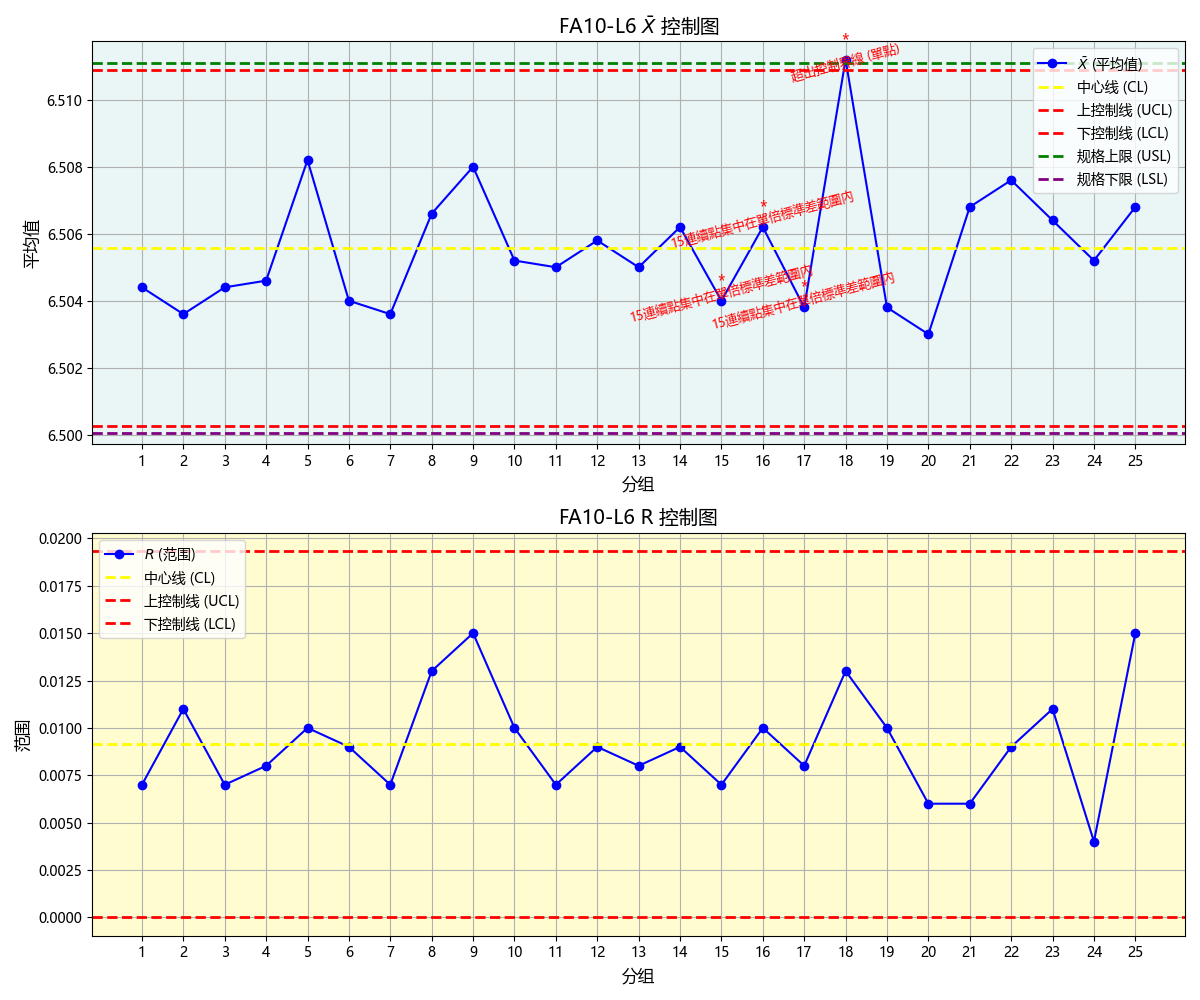 FA10-L6 X̄ 控制图
平均值
6.510
6.508
6.506
6.504
6.502
6.500
*
超出控制界線 (單點)
*
15連續點集中在單倍標準差範圍內
*
15連續點集中在單倍標準差範圍內
*
15連續點集中在單倍標準差範圍內
X̄ (平均值)
中心线 (CL)
上控制线 (UCL)
下控制线 (LCL)
规格上限 (USL)
规格下限 (LSL)
1 2 3 4 5 6 7 8 9 10 11 12 13 14 15 16 17 18 19 20 21 22 23 24 25
分组
FA10-L6 R 控制图
范围
0.0200
0.0175
0.0150
0.0125
0.0100
0.0075
0.0050
0.0025
0.0000
R (范围)
中心线 (CL)
上控制线 (UCL)
下控制线 (LCL)
1 2 3 4 5 6 7 8 9 10 11 12 13 14 15 16 17 18 19 20 21 22 23 24 25
分组